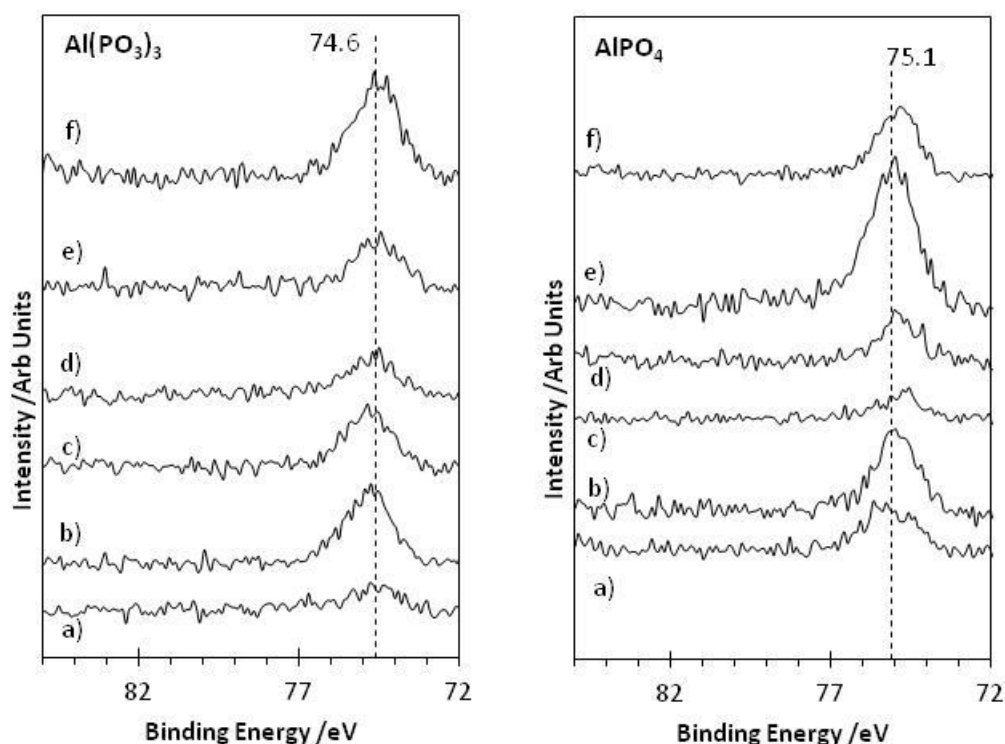 Al(PO₃)₃
74.6
f)
e)
d)
c)
b)
a)
82
77
72
Binding Energy /eV
Intensity /Arb Units
AlPO₄
75.1
f)
e)
d)
c)
b)
a)
82
77
72
Binding Energy /eV
Intensity /Arb Units